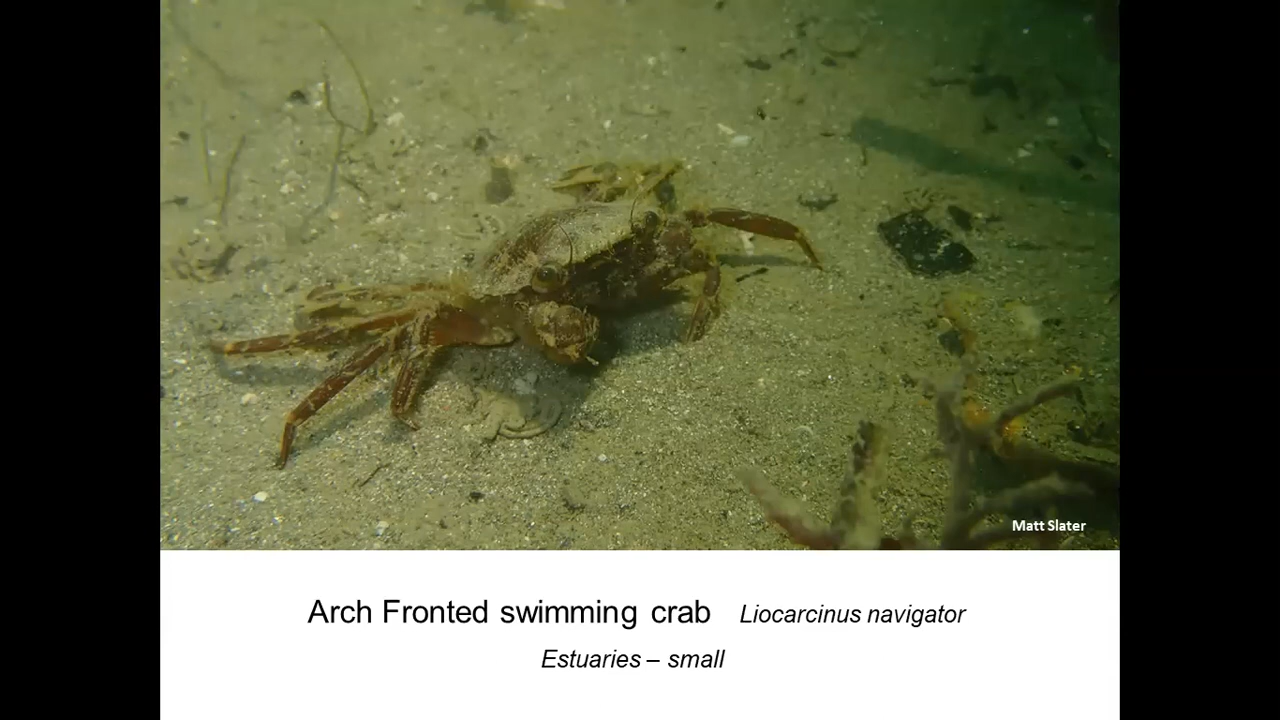 Matt Slater
Arch Fronted swimming crab Liocarcinus navigator
Estuaries – small